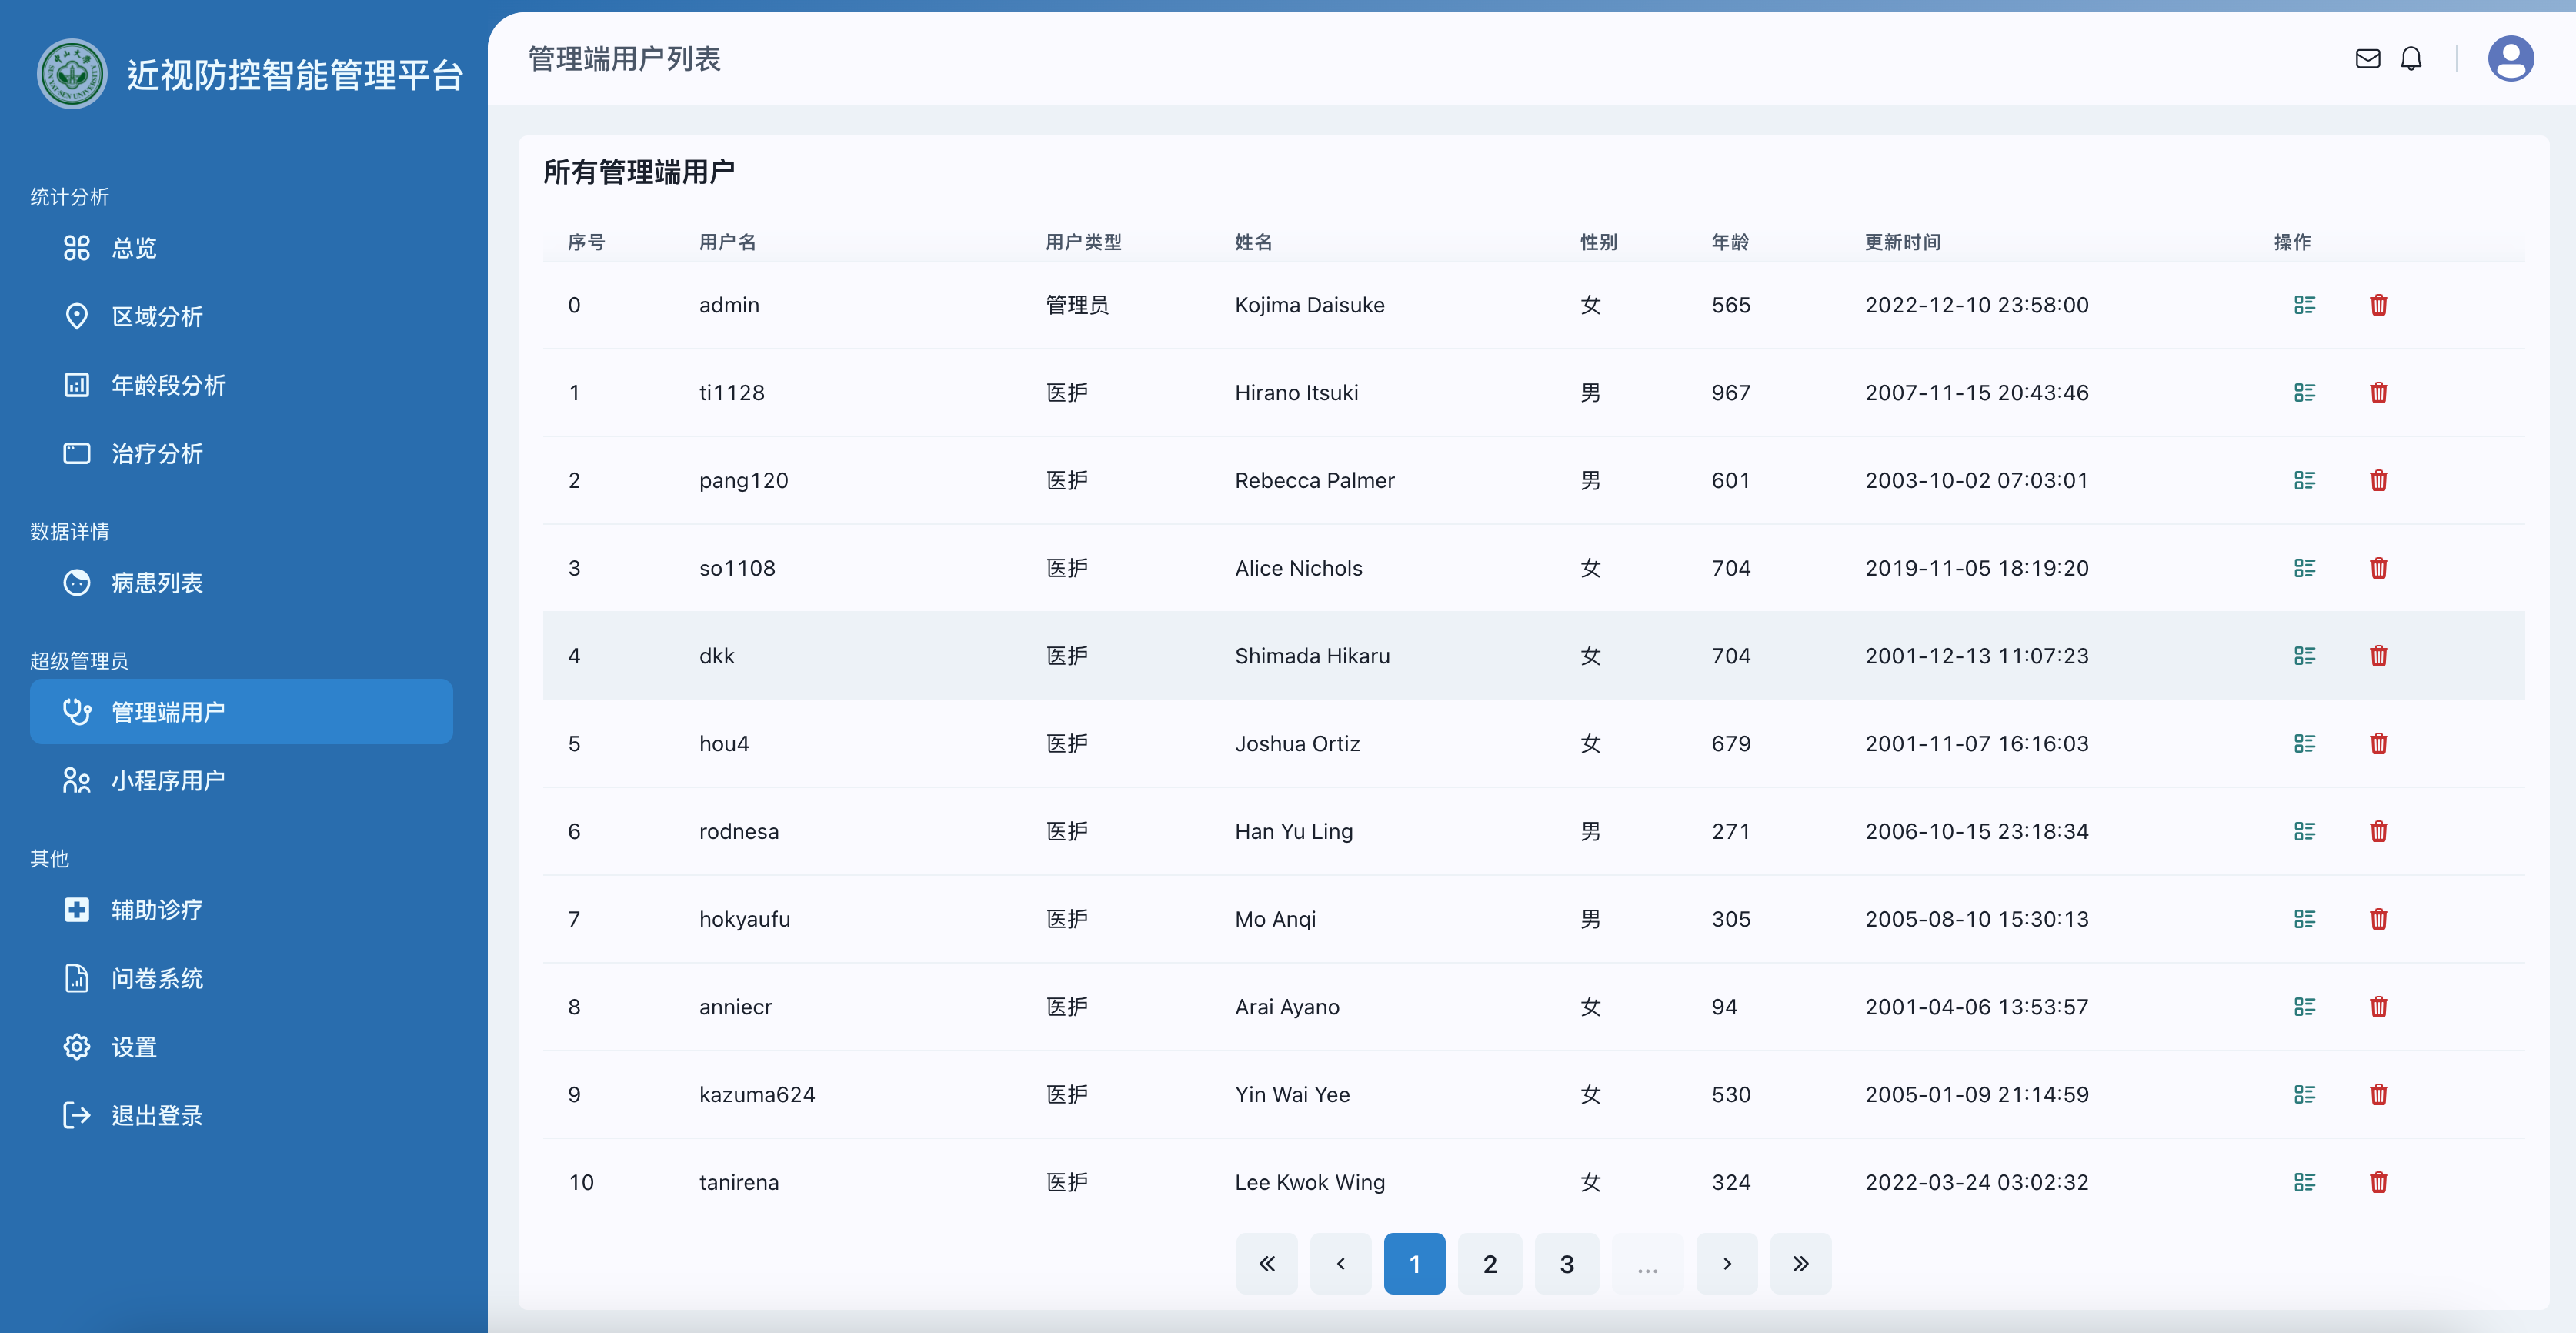 近视防控智能管理平台
统计分析
总览
区域分析
年龄段分析
治疗分析
数据详情
病患列表
超级管理员
管理端用户
小程序用户
其他
辅助诊疗
问卷系统
设置
退出登录
管理端用户列表
所有管理端用户
序号 用户名 用户类型 姓名 性别 年龄 更新时间 操作
0 admin 管理员 Kojima Daisuke 女 565 2022-12-10 23:58:00
1 ti1128 医护 Hirano Itsuki 男 967 2007-11-15 20:43:46
2 pang120 医护 Rebecca Palmer 男 601 2003-10-02 07:03:01
3 so1108 医护 Alice Nichols 女 704 2019-11-05 18:19:20
4 dkk 医护 Shimada Hikaru 女 704 2001-12-13 11:07:23
5 hou4 医护 Joshua Ortiz 女 679 2001-11-07 16:16:03
6 rodnesa 医护 Han Yu Ling 男 271 2006-10-15 23:18:34
7 hokyaufu 医护 Mo Anqi 男 305 2005-08-10 15:30:13
8 anniecr 医护 Arai Ayano 女 94 2001-04-06 13:53:57
9 kazuma624 医护 Yin Wai Yee 女 530 2005-01-09 21:14:59
10 tanirena 医护 Lee Kwok Wing 女 324 2022-03-24 03:02:32
« ‹ 1 2 3 ... › »